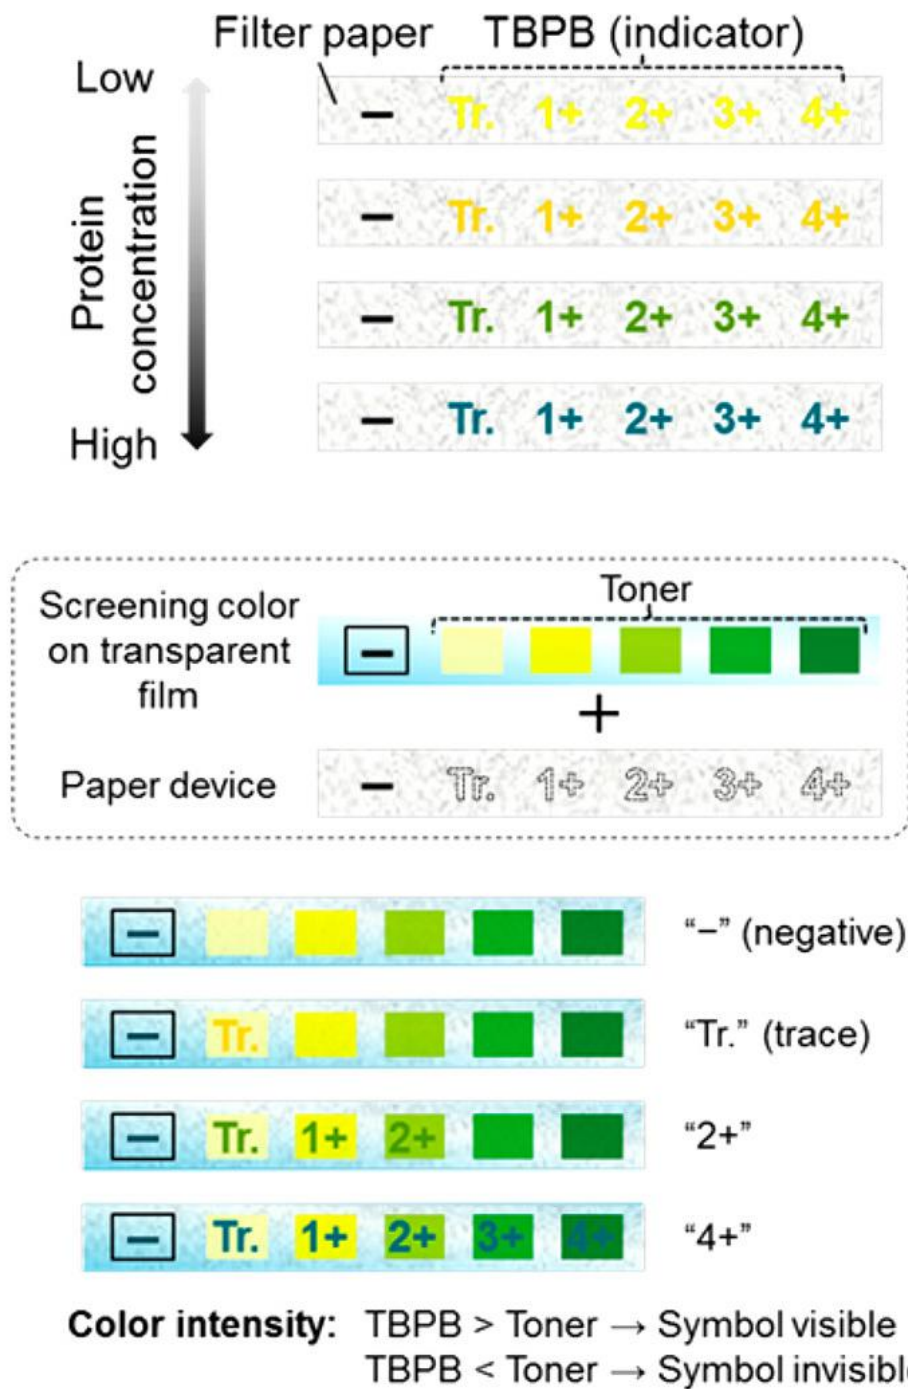 Filter paper TBPB (indicator)
Low
Protein
concentration
High
– Tr. 1+ 2+ 3+ 4+
– Tr. 1+ 2+ 3+ 4+
– Tr. 1+ 2+ 3+ 4+
– Tr. 1+ 2+ 3+ 4+
Screening color
on transparent
film
Toner
–
+
Paper device
– Tr. 1+ 2+ 3+ 4+
– "–" (negative)
– Tr. "Tr." (trace)
– Tr. 1+ 2+ "2+"
– Tr. 1+ 2+ 3+ 4+ "4+"
Color intensity: TBPB > Toner → Symbol visible
TBPB < Toner → Symbol invisible